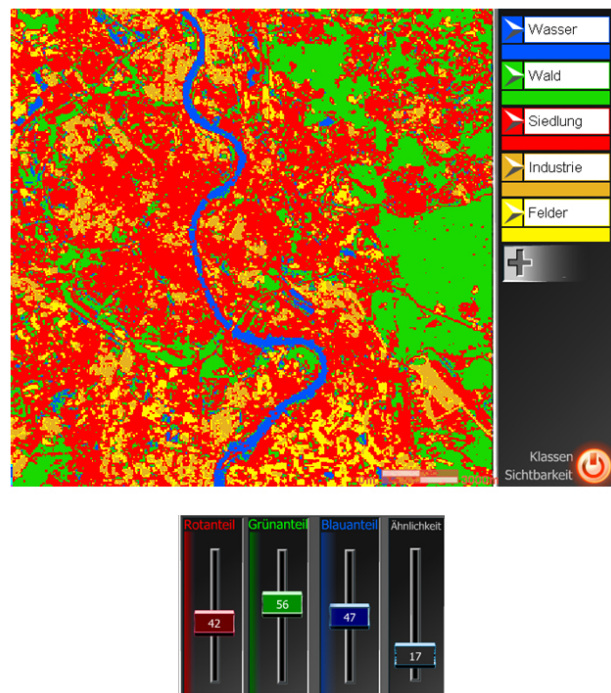 Wasser
Wald
Siedlung
Industrie
Felder
Klassen
Sichtbarkeit
Rotanteil Grünanteil Blauanteil Ähnlichkeit
42 56 47 17